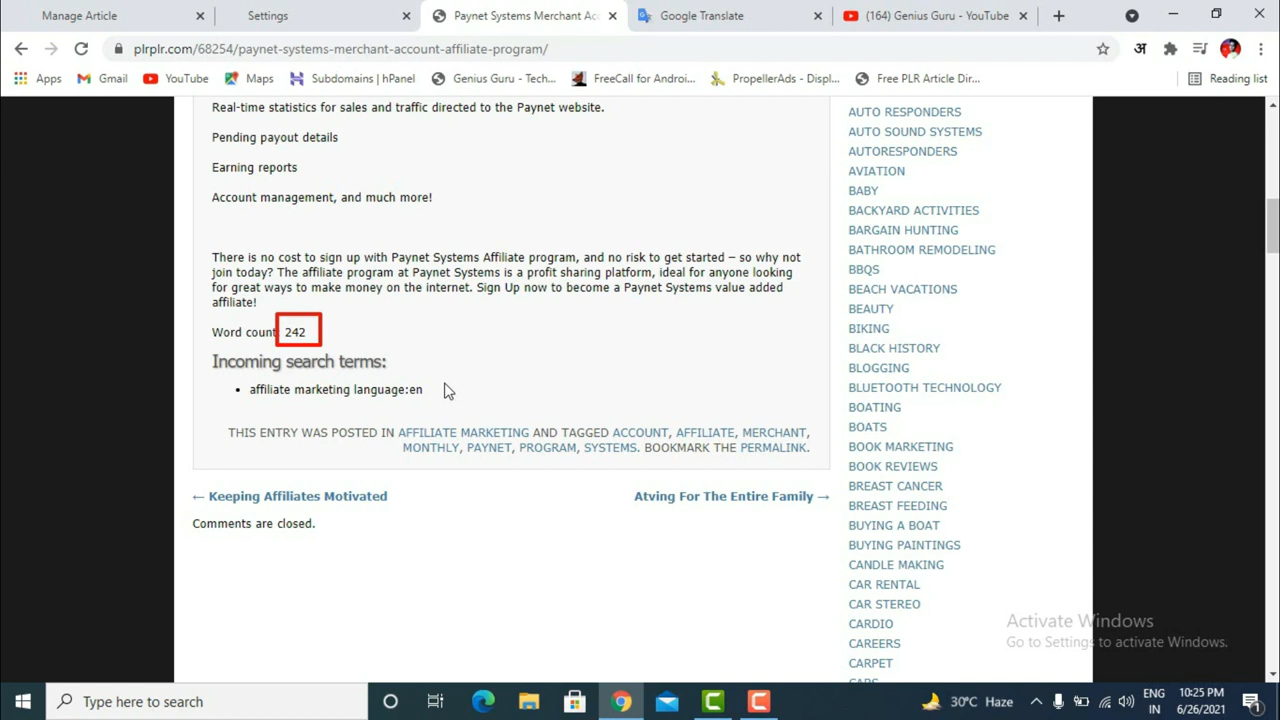 Manage Article
Settings
Paynet Systems Merchant Acc
Google Translate
(164) Genius Guru - YouTube
plrplr.com/68254/paynet-systems-merchant-account-affiliate-program/
अ
Apps
Gmail
YouTube
Maps
Subdomains | hPanel
Genius Guru - Tech...
FreeCall for Androi...
PropellerAds - Displ...
Free PLR Article Dir...
Reading list
Real-time statistics for sales and traffic directed to the Paynet website.
Pending payout details
Earning reports
Account management, and much more!
There is no cost to sign up with Paynet Systems Affiliate program, and no risk to get started – so why not
join today? The affiliate program at Paynet Systems is a profit sharing platform, ideal for anyone looking
for great ways to make money on the internet. Sign Up now to become a Paynet Systems value added
affiliate!
Word count 242
Incoming search terms:
• affiliate marketing language:en
THIS ENTRY WAS POSTED IN AFFILIATE MARKETING AND TAGGED ACCOUNT, AFFILIATE, MERCHANT,
MONTHLY, PAYNET, PROGRAM, SYSTEMS. BOOKMARK THE PERMALINK.
← Keeping Affiliates Motivated
Atving For The Entire Family →
Comments are closed.
AUTO RESPONDERS
AUTO SOUND SYSTEMS
AUTORESPONDERS
AVIATION
BABY
BACKYARD ACTIVITIES
BARGAIN HUNTING
BATHROOM REMODELING
BBQS
BEACH VACATIONS
BEAUTY
BIKING
BLACK HISTORY
BLOGGING
BLUETOOTH TECHNOLOGY
BOATING
BOATS
BOOK MARKETING
BOOK REVIEWS
BREAST CANCER
BREAST FEEDING
BUYING A BOAT
BUYING PAINTINGS
CANDLE MAKING
CAR RENTAL
CAR STEREO
CARDIO
CAREERS
CARPET
CARS
Activate Windows
Go to Settings to activate Windows.
Type here to search
30°C Haze
ENG
IN
10:25 PM
6/26/2021
1